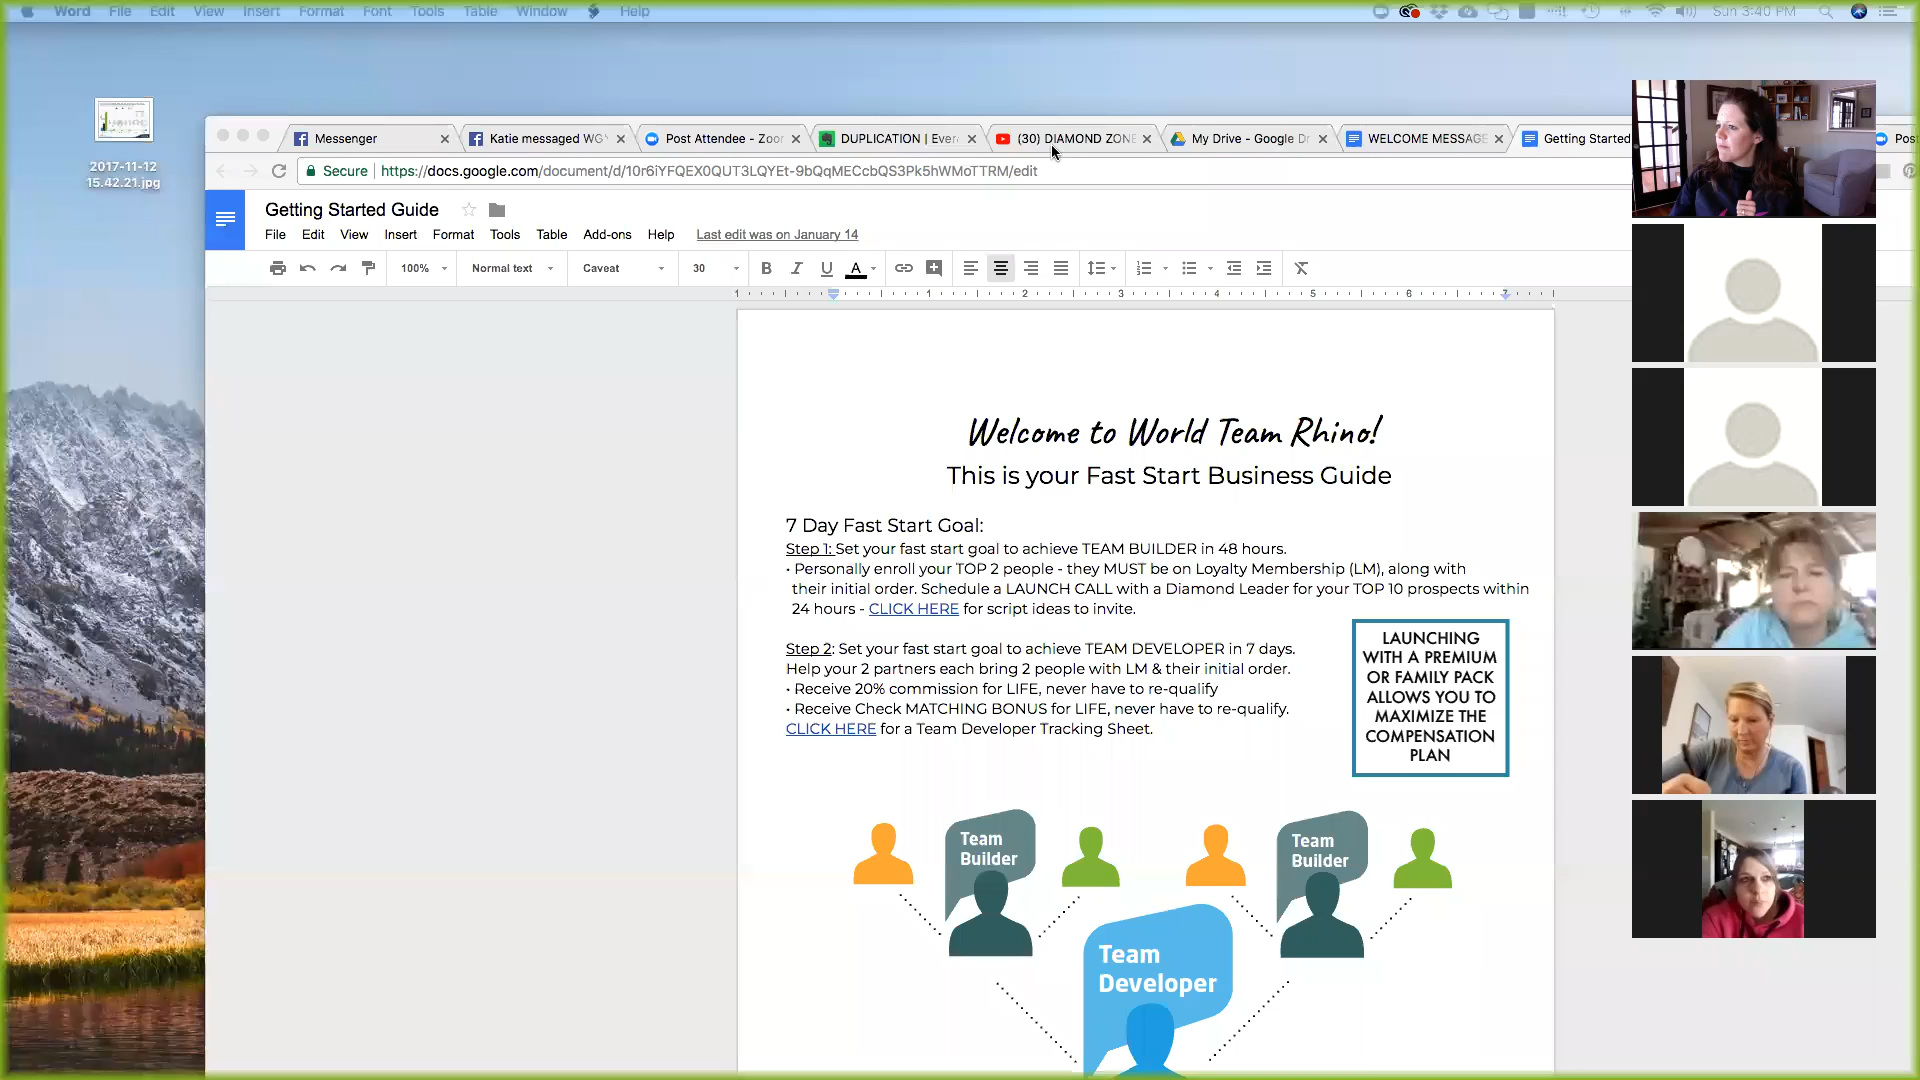 Word File Edit View Insert Format Font Tools Table Window Help
Sun 3:40 PM
2017-11-12
15.42.21.jpg
Messenger
Katie messaged WG
Post Attendee - Zoo
DUPLICATION | Ever
(30) DIAMOND ZONE
My Drive - Google Dr
WELCOME MESSAGE
Getting Started
Post
Secure
https://docs.google.com/document/d/10r6iYFQEX0QUT3LQYEt-9bQqMECcbQS3Pk5hWMoTTRM/edit
Getting Started Guide
File Edit View Insert Format Tools Table Add-ons Help Last edit was on January 14
100% Normal text Caveat 30 B I U A
1 1 2 3 4 5 6 7
Welcome to World Team Rhino!
This is your Fast Start Business Guide
7 Day Fast Start Goal:
Step 1: Set your fast start goal to achieve TEAM BUILDER in 48 hours.
• Personally enroll your TOP 2 people - they MUST be on Loyalty Membership (LM), along with
their initial order. Schedule a LAUNCH CALL with a Diamond Leader for your TOP 10 prospects within
24 hours - CLICK HERE for script ideas to invite.
Step 2: Set your fast start goal to achieve TEAM DEVELOPER in 7 days.
Help your 2 partners each bring 2 people with LM & their initial order.
• Receive 20% commission for LIFE, never have to re-qualify
• Receive Check MATCHING BONUS for LIFE, never have to re-qualify.
CLICK HERE for a Team Developer Tracking Sheet.
LAUNCHING
WITH A PREMIUM
OR FAMILY PACK
ALLOWS YOU TO
MAXIMIZE THE
COMPENSATION
PLAN
Team
Builder
Team
Builder
Team
Developer